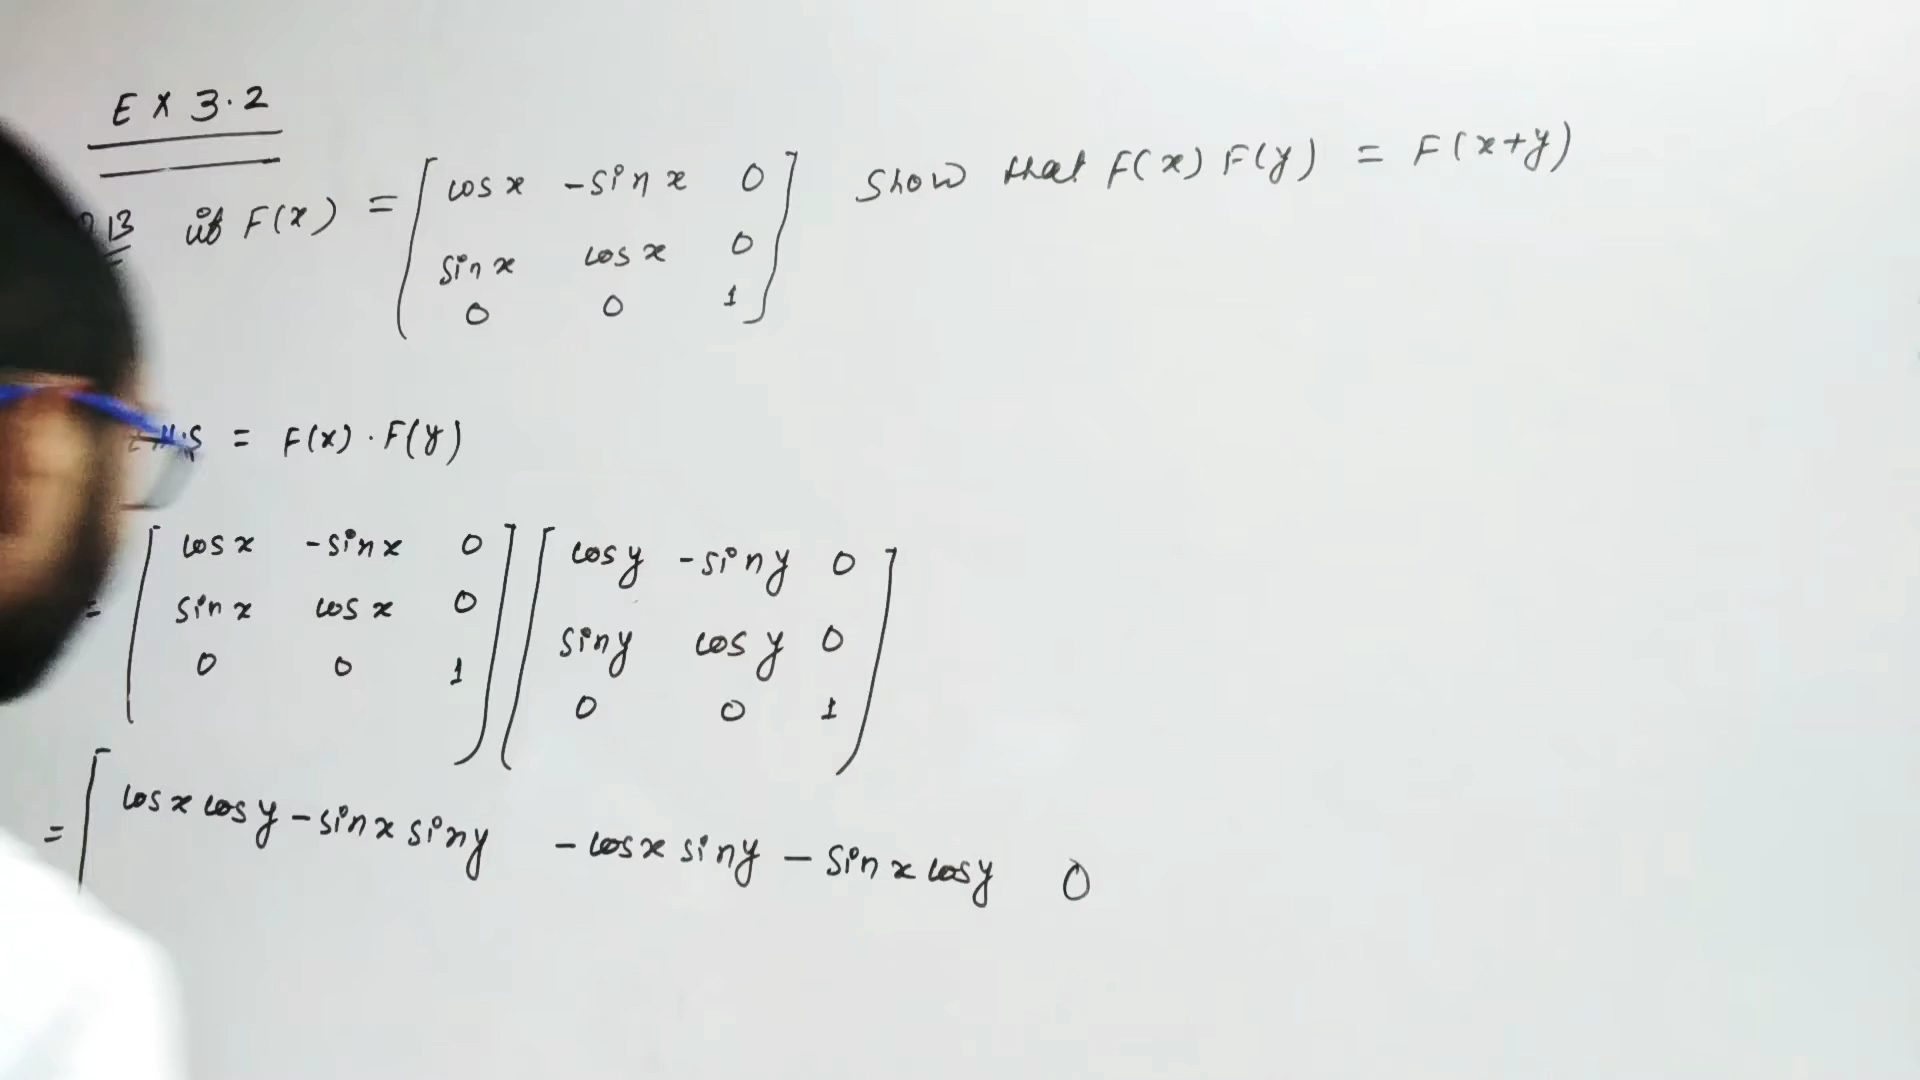 EX 3.2
13 if F(x) = [ cos x -sin x 0 ] Show that F(x) F(y) = F(x+y)
sin x cos x 0
0 0 1
= F(x) · F(y)
[ cos x -sin x 0 ] [ cos y -sin y 0 ]
= sin x cos x 0 sin y cos y 0
0 0 1 0 0 1
= [ cos x cos y - sin x sin y - cos x sin y - sin x cos y 0